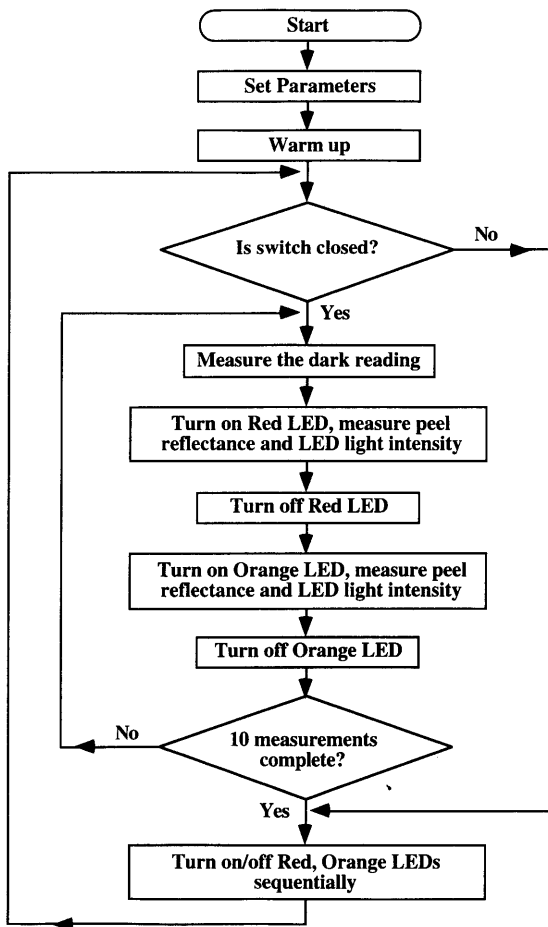 Start
Set Parameters
Warm up
Is switch closed?
No
Yes
Measure the dark reading
Turn on Red LED, measure peel
reflectance and LED light intensity
Turn off Red LED
Turn on Orange LED, measure peel
reflectance and LED light intensity
Turn off Orange LED
No
10 measurements
complete?
Yes
Turn on/off Red, Orange LEDs
sequentially